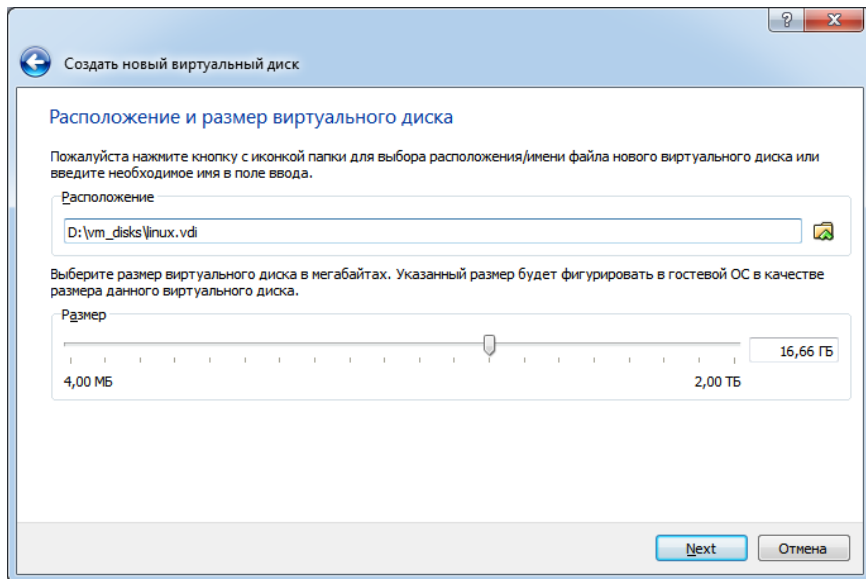 Создать новый виртуальный диск
Расположение и размер виртуального диска
Пожалуйста нажмите кнопку с иконкой папки для выбора расположения/имени файла нового виртуального диска или
введите необходимое имя в поле ввода.
Расположение
D:\vm_disks\linux.vdi
Выберите размер виртуального диска в мегабайтах. Указанный размер будет фигурировать в гостевой ОС в качестве
размера данного виртуального диска.
Размер
16,66 ГБ
4,00 МБ 2,00 ТБ
Next Отмена